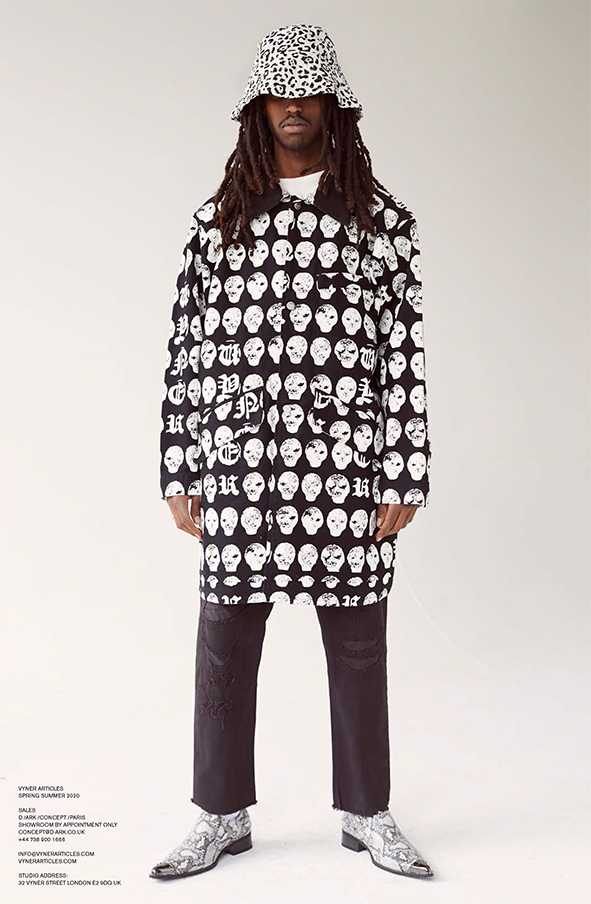 VYNER ARTICLES
SPRING SUMMER 2020
SALES
D /ARK /CONCEPT /PARIS
SHOWROOM BY APPOINTMENT ONLY
CONCEPT@D-ARK.CO.UK
+44 738 900 1666
INFO@VYNERARTICLES.COM
VYNERARTICLES.COM
STUDIO ADDRESS:
32 VYNER STREET LONDON E2 9DQ UK